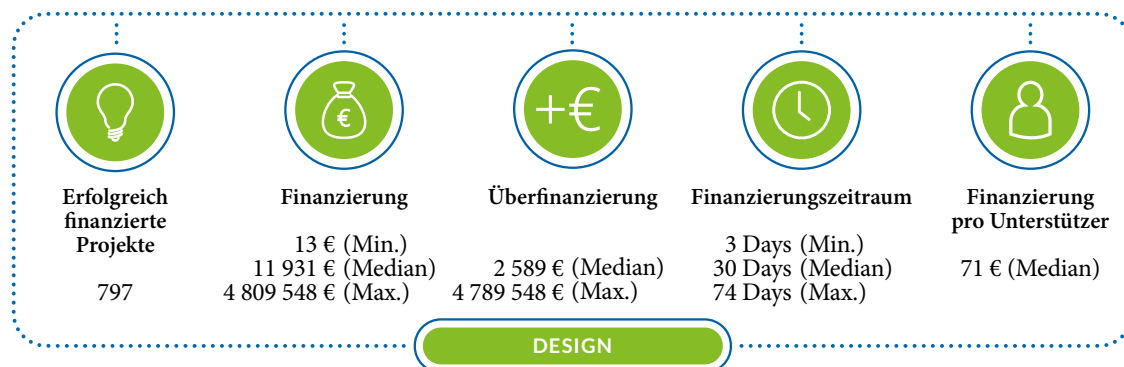 €
+€
Erfolgreich
finanzierte
Projekte
797
Finanzierung
13 € (Min.)
11 931 € (Median)
4 809 548 € (Max.)
Überfinanzierung
2 589 € (Median)
4 789 548 € (Max.)
Finanzierungszeitraum
3 Days (Min.)
30 Days (Median)
74 Days (Max.)
Finanzierung
pro Unterstützer
71 € (Median)
DESIGN